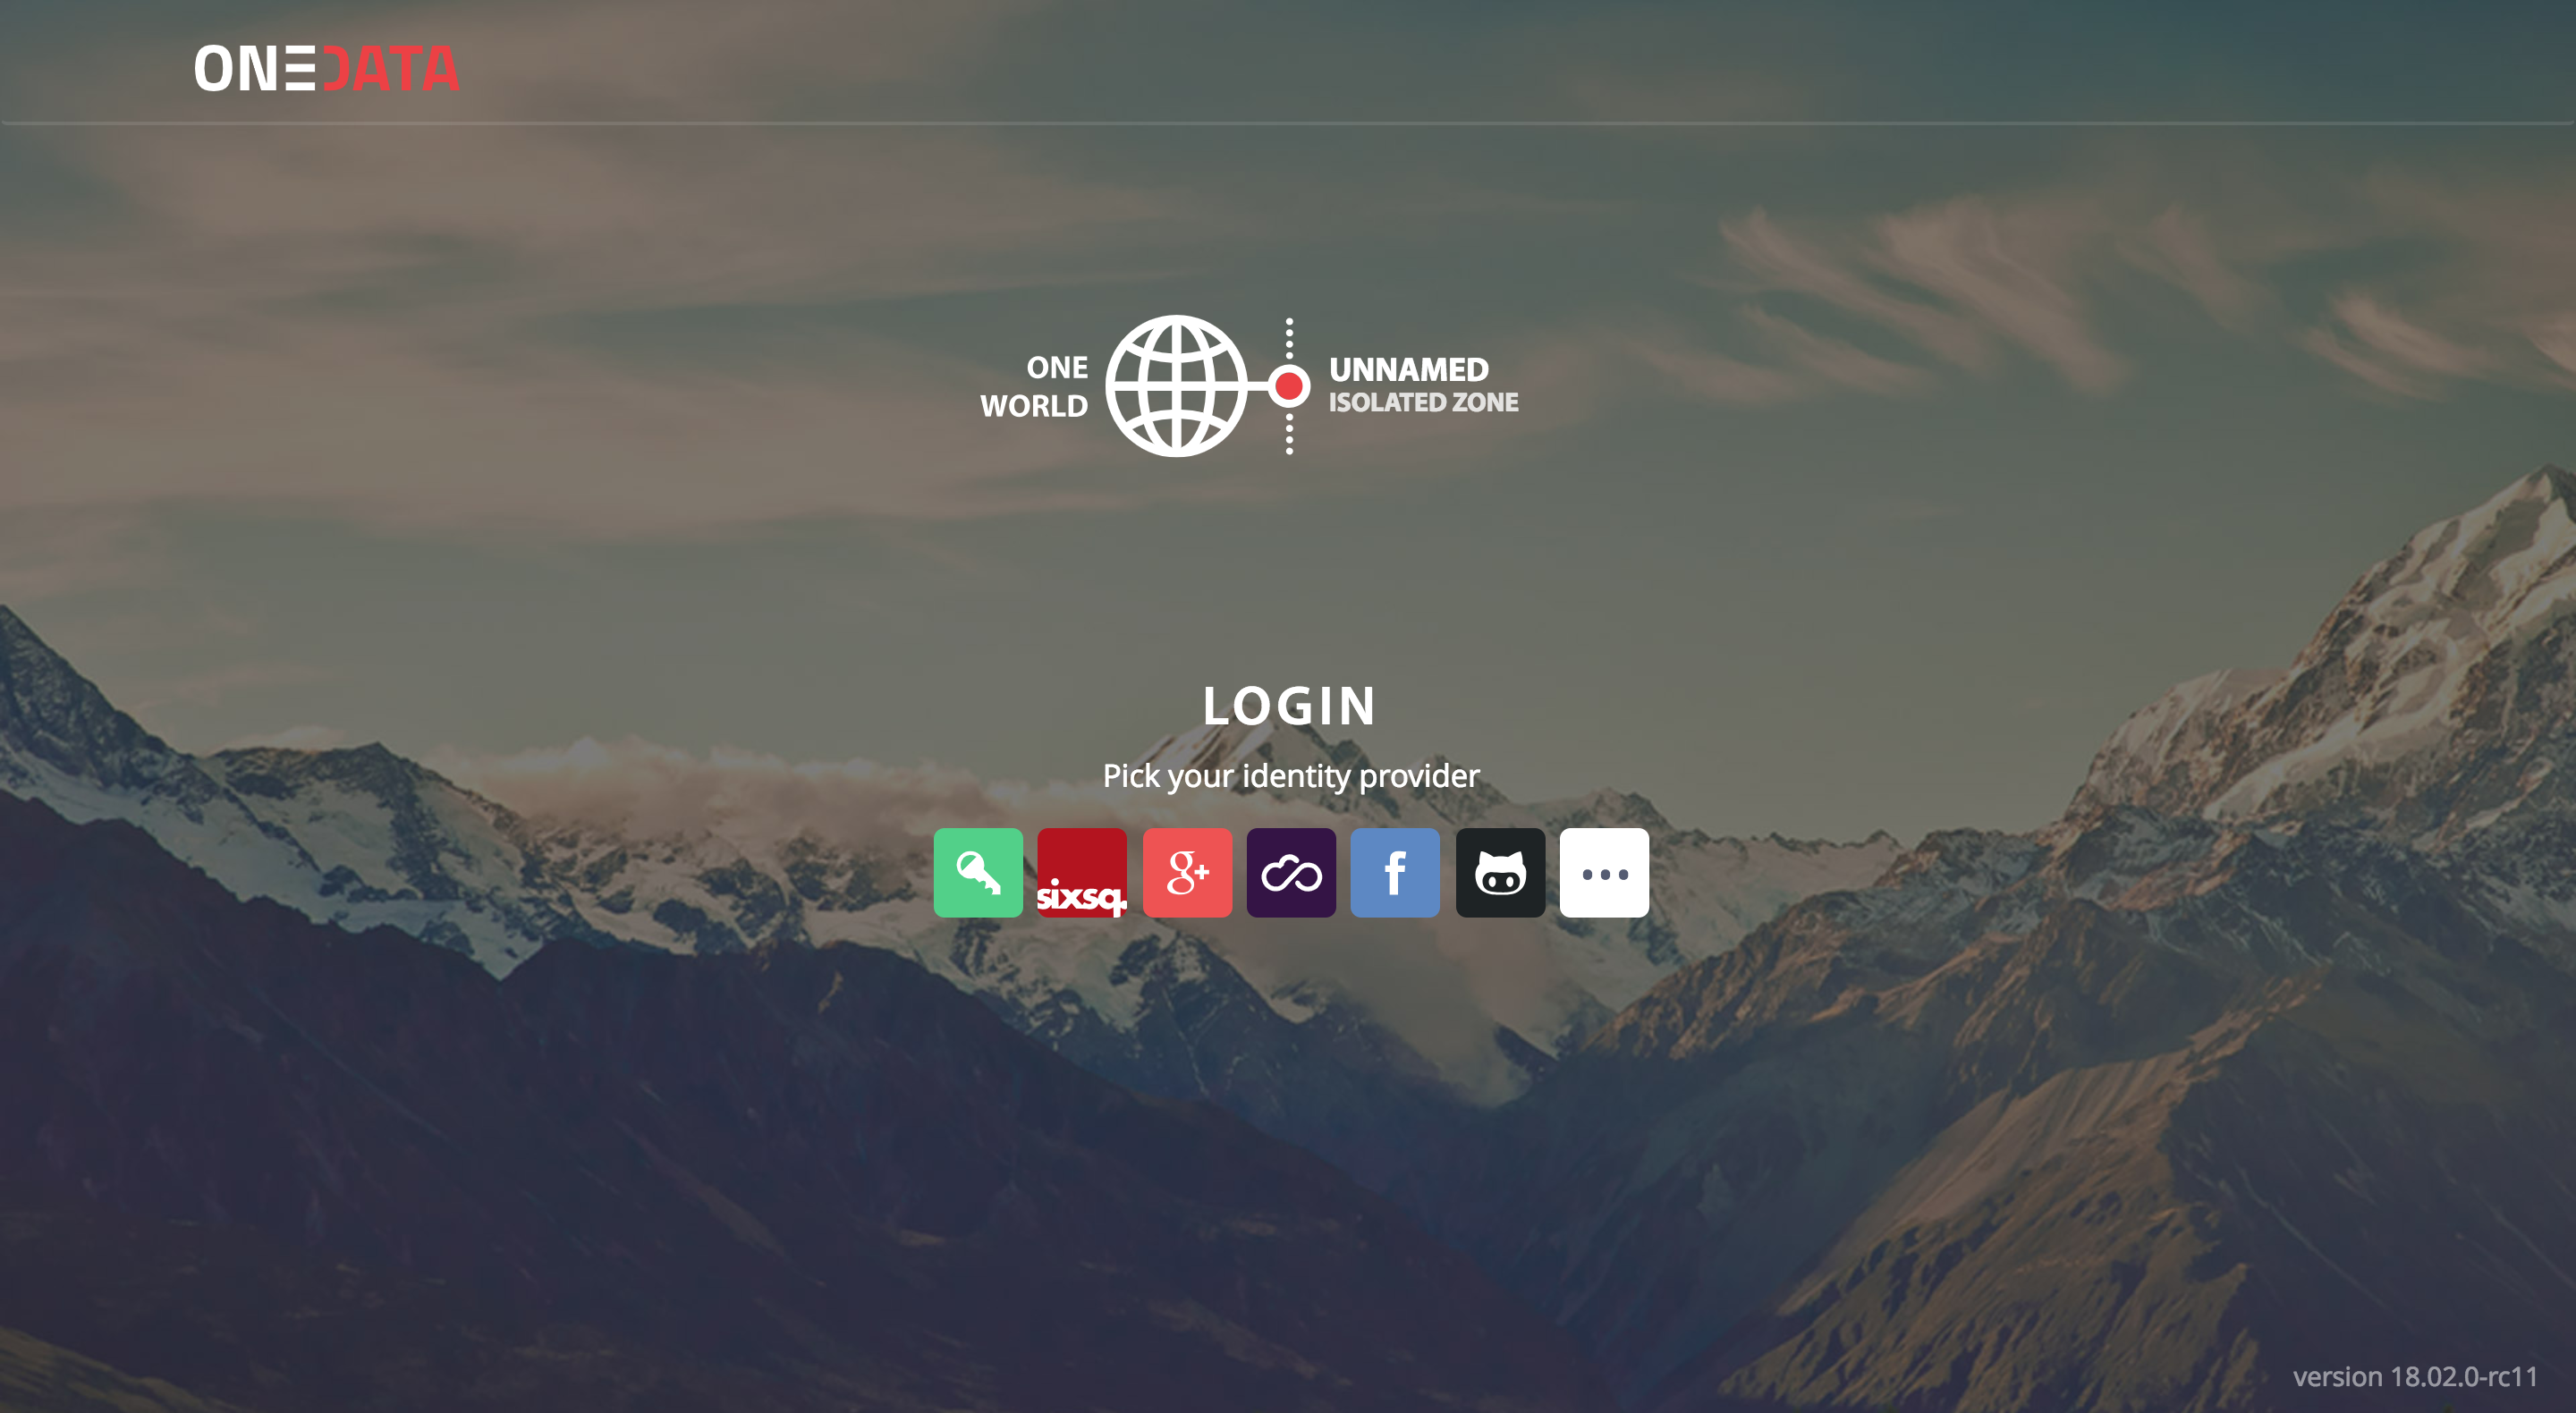 ONEDATA
ONE
WORLD
UNNAMED
ISOLATED ZONE
LOGIN
Pick your identity provider
sixsq.
g+
f
version 18.02.0-rc11